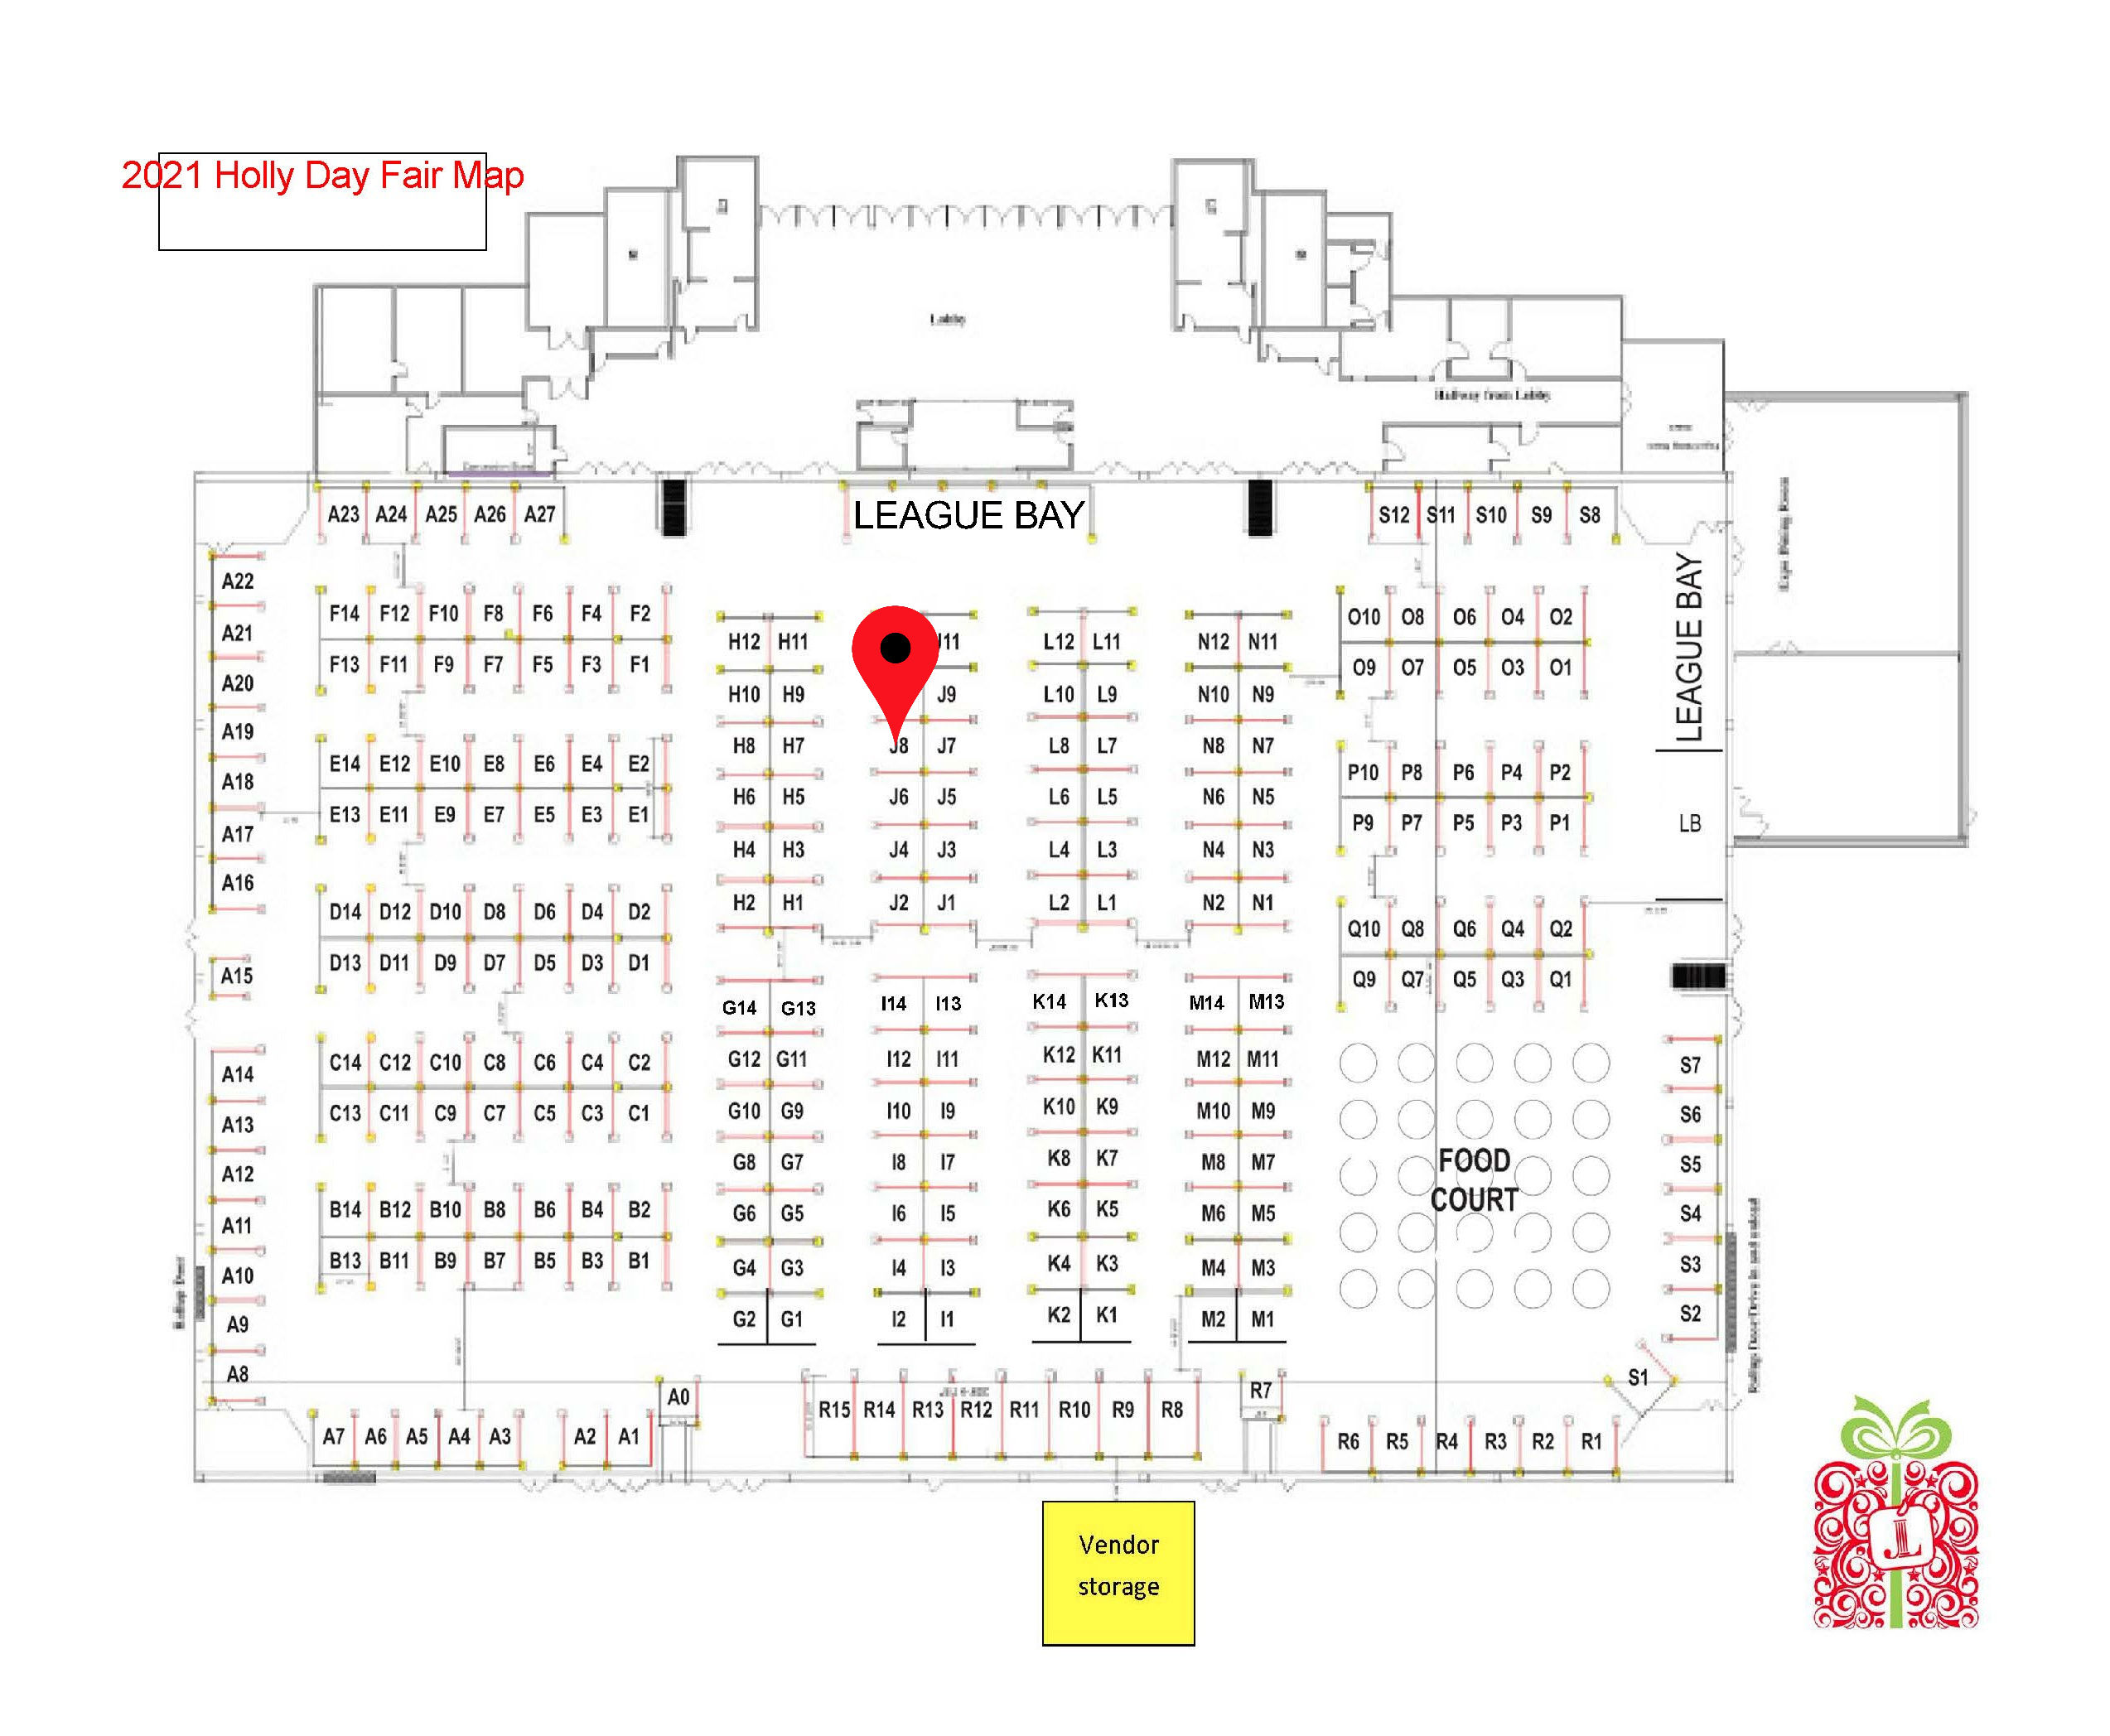 2021 Holly Day Fair Map
Lobby
Hallway from Lobby
LEAGUE BAY
A23 A24 A25 A26 A27
S12 S11 S10 S9 S8
A22
A21
A20
A19
A18
A17
A16
A15
A14
A13
A12
A11
A10
A9
A8
F14 F12 F10 F8 F6 F4 F2
F13 F11 F9 F7 F5 F3 F1
E14 E12 E10 E8 E6 E4 E2
E13 E11 E9 E7 E5 E3 E1
D14 D12 D10 D8 D6 D4 D2
D13 D11 D9 D7 D5 D3 D1
C14 C12 C10 C8 C6 C4 C2
C13 C11 C9 C7 C5 C3 C1
B14 B12 B10 B8 B6 B4 B2
B13 B11 B9 B7 B5 B3 B1
H12 H11
H10 H9
H8 H7
H6 H5
H4 H3
H2 H1
G14 G13
G12 G11
G10 G9
G8 G7
G6 G5
G4 G3
G2 G1
J11
J9
J8 J7
J6 J5
J4 J3
J2 J1
I14 I13
I12 I11
I10 I9
I8 I7
I6 I5
I4 I3
I2 I1
L12 L11
L10 L9
L8 L7
L6 L5
L4 L3
L2 L1
K14 K13
K12 K11
K10 K9
K8 K7
K6 K5
K4 K3
K2 K1
N12 N11
N10 N9
N8 N7
N6 N5
N4 N3
N2 N1
M14 M13
M12 M11
M10 M9
M8 M7
M6 M5
M4 M3
M2 M1
O10 O8 O6 O4 O2
O9 O7 O5 O3 O1
P10 P8 P6 P4 P2
P9 P7 P5 P3 P1
Q10 Q8 Q6 Q4 Q2
Q9 Q7 Q5 Q3 Q1
LEAGUE BAY
LB
FOOD
COURT
S7
S6
S5
S4
S3
S2
S1
A7 A6 A5 A4 A3 A2 A1
A0
R15 R14 R13 R12 R11 R10 R9 R8
R7
R6 R5 R4 R3 R2 R1
Rollup Door
Vendor
storage
JL